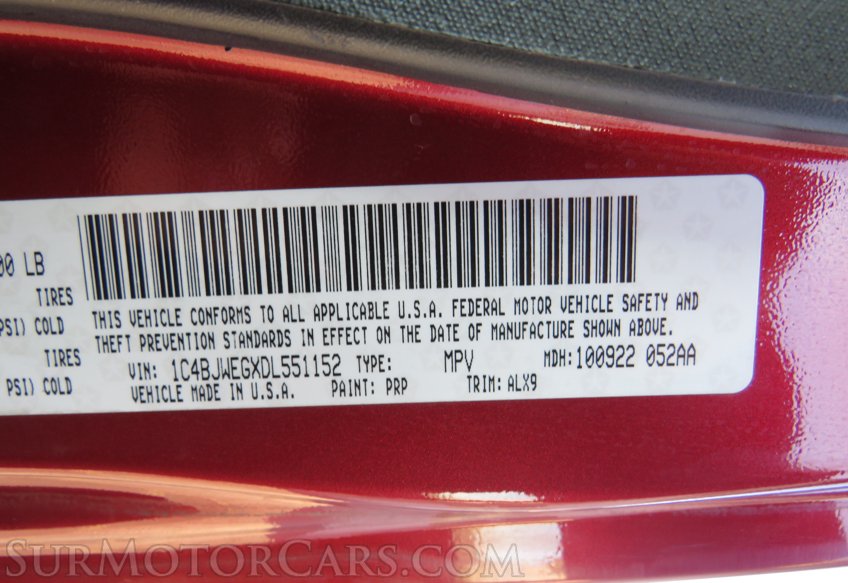 00 LB
TIRES
PSI) COLD
TIRES
PSI) COLD
THIS VEHICLE CONFORMS TO ALL APPLICABLE U.S.A. FEDERAL MOTOR VEHICLE SAFETY AND
THEFT PREVENTION STANDARDS IN EFFECT ON THE DATE OF MANUFACTURE SHOWN ABOVE.
VIN: 1C4BJWEGXDL551152 TYPE: MPV MDH:100922 052AA
VEHICLE MADE IN U.S.A. PAINT: PRP TRIM: ALX9
SURMOTORCARS.COM